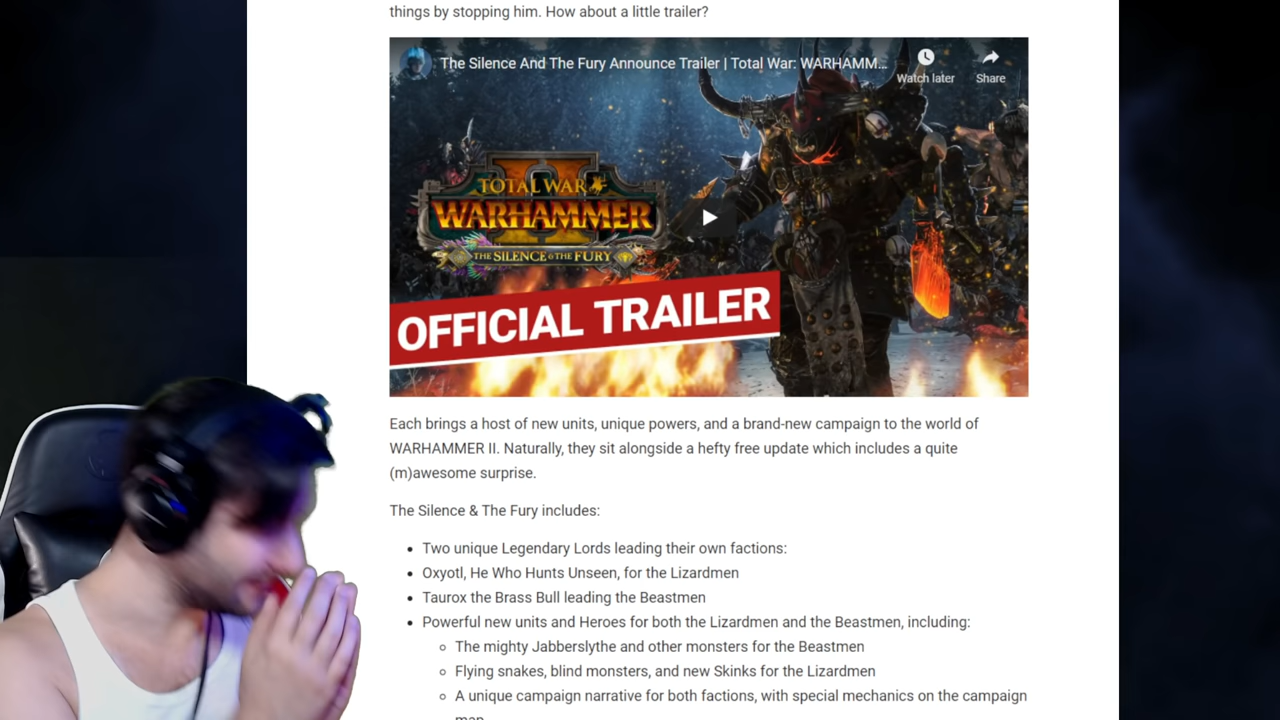 things by stopping him. How about a little trailer?
The Silence And The Fury Announce Trailer | Total War: WARHAMM...
Watch later
Share
TOTAL WAR
WARHAMMER
II
THE SILENCE & THE FURY
OFFICIAL TRAILER
Each brings a host of new units, unique powers, and a brand-new campaign to the world of
WARHAMMER II. Naturally, they sit alongside a hefty free update which includes a quite
(m)awesome surprise.
The Silence & The Fury includes:
Two unique Legendary Lords leading their own factions:
Oxyotl, He Who Hunts Unseen, for the Lizardmen
Taurox the Brass Bull leading the Beastmen
Powerful new units and Heroes for both the Lizardmen and the Beastmen, including:
The mighty Jabberslythe and other monsters for the Beastmen
Flying snakes, blind monsters, and new Skinks for the Lizardmen
A unique campaign narrative for both factions, with special mechanics on the campaign
map